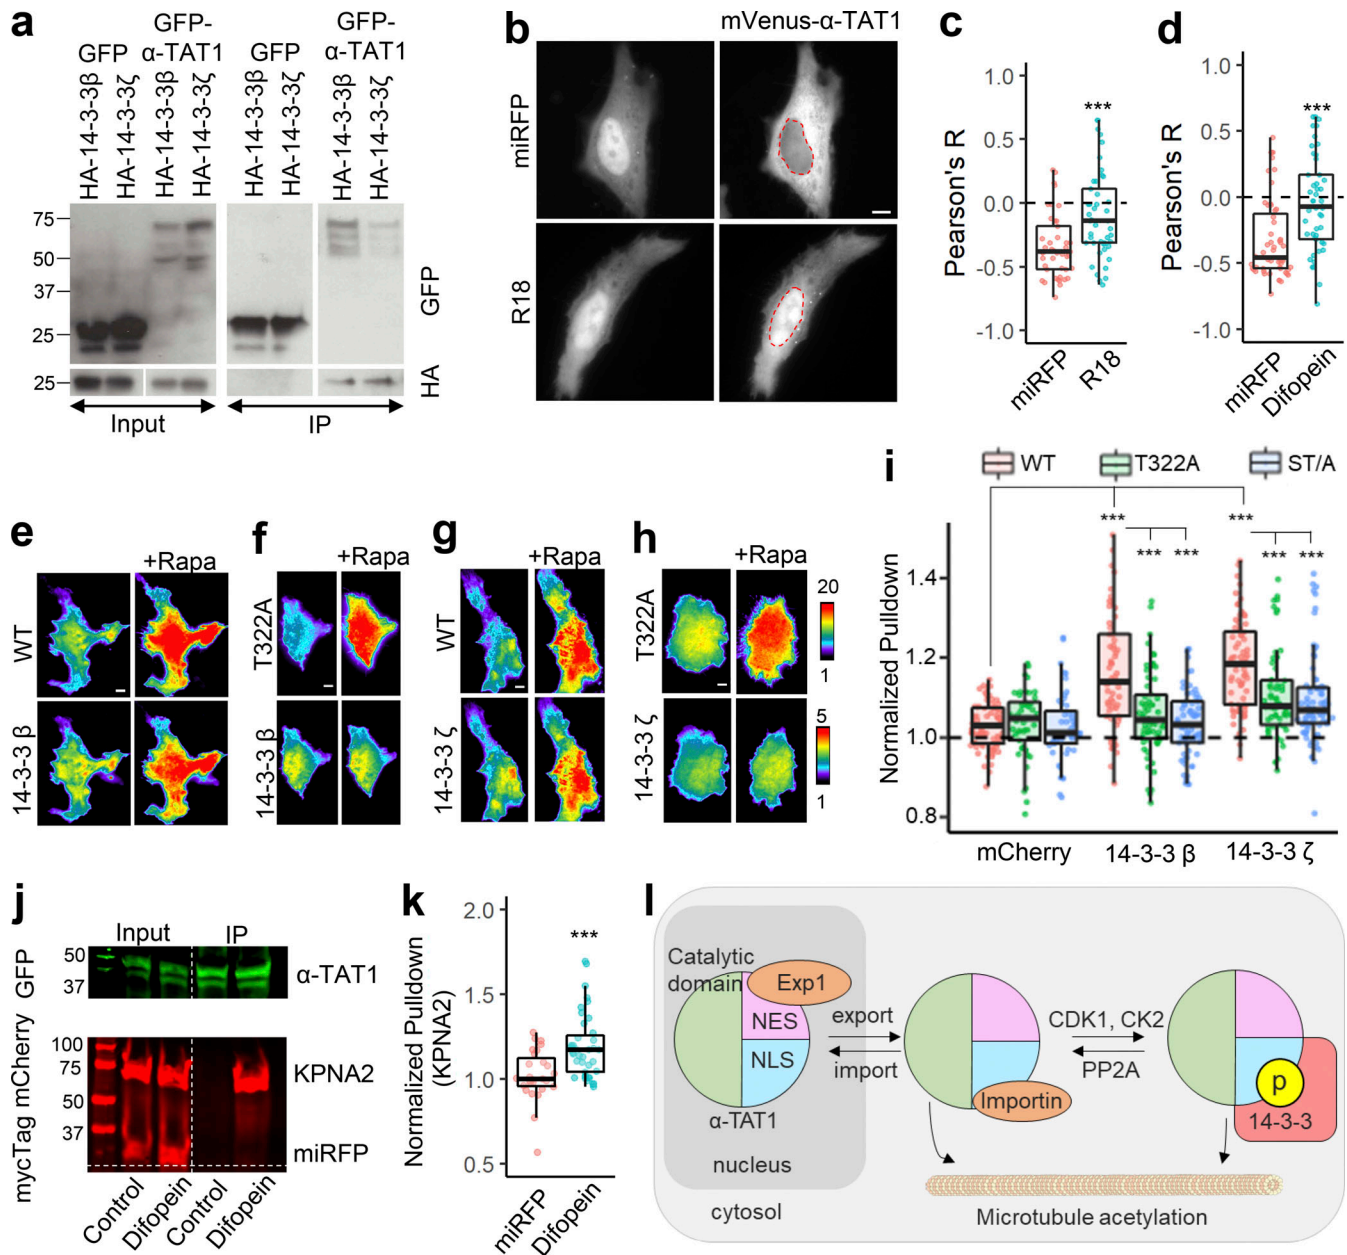 a
GFP
GFP-
α-TAT1
GFP
GFP-
α-TAT1
HA-14-3-3β
HA-14-3-3ζ
HA-14-3-3β
HA-14-3-3ζ
HA-14-3-3β
HA-14-3-3ζ
HA-14-3-3β
HA-14-3-3ζ
75
50
37
25
25
GFP
HA
Input
IP
b
mVenus-α-TAT1
miRFP
R18
c
Pearson's R
1.0
0.5
0.0
-0.5
-1.0
***
miRFP
R18
d
Pearson's R
1.0
0.5
0.0
-0.5
-1.0
***
miRFP
Difopein
e
+Rapa
WT
14-3-3 β
f
+Rapa
T322A
14-3-3 β
g
+Rapa
WT
14-3-3 ζ
h
+Rapa
T322A
14-3-3 ζ
20
1
5
1
i
WT
T322A
ST/A
Normalized Pulldown
1.4
1.2
1.0
0.8
***
*** ***
***
*** ***
mCherry
14-3-3 β
14-3-3 ζ
j
Input
IP
GFP
50
37
α-TAT1
mycTag mCherry
100
75
50
37
KPNA2
miRFP
Control
Difopein
Control
Difopein
k
Normalized Pulldown
(KPNA2)
2.0
1.5
1.0
0.5
***
miRFP
Difopein
l
Catalytic
domain
Exp1
NES
NLS
α-TAT1
nucleus
cytosol
export
import
Importin
CDK1, CK2
PP2A
p
14-3-3
Microtubule acetylation